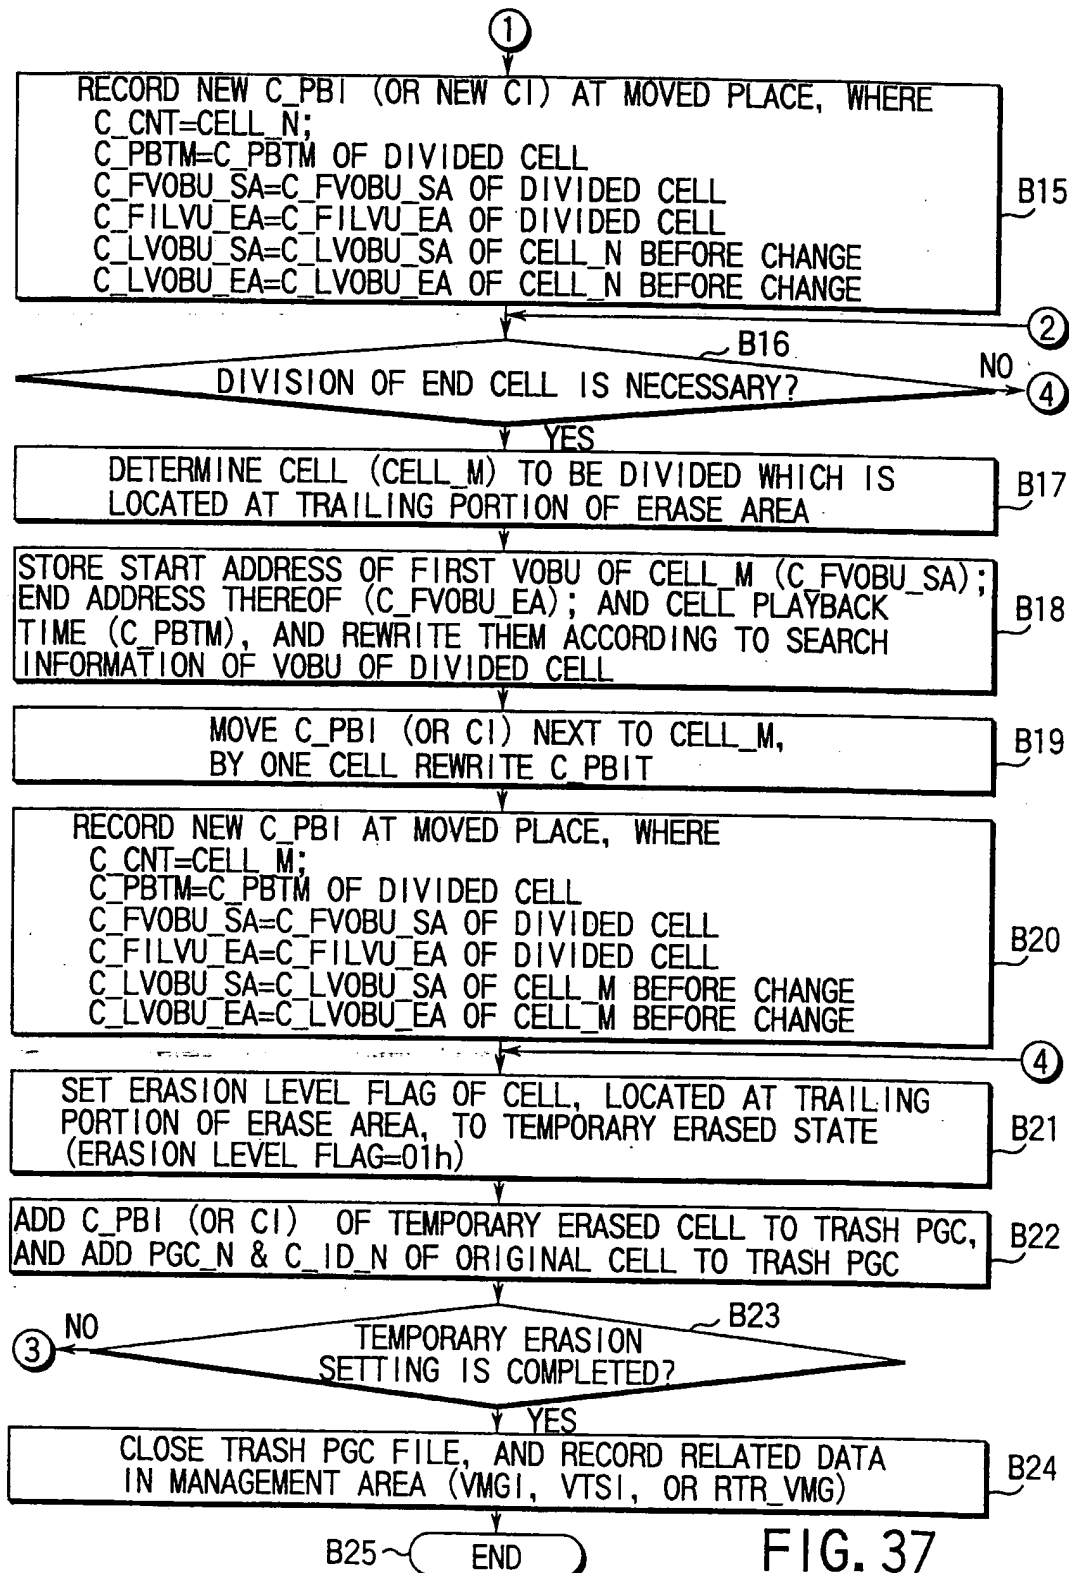 1
RECORD NEW C_PBI (OR NEW CI) AT MOVED PLACE, WHERE
C_CNT=CELL_N;
C_PBTM=C_PBTM OF DIVIDED CELL
C_FVOBU_SA=C_FVOBU_SA OF DIVIDED CELL
C_FILVU_EA=C_FILVU_EA OF DIVIDED CELL
C_LVOBU_SA=C_LVOBU_SA OF CELL_N BEFORE CHANGE
C_LVOBU_EA=C_LVOBU_EA OF CELL_N BEFORE CHANGE
B15
2
B16
DIVISION OF END CELL IS NECESSARY?
NO
4
YES
DETERMINE CELL (CELL_M) TO BE DIVIDED WHICH IS
LOCATED AT TRAILING PORTION OF ERASE AREA
B17
STORE START ADDRESS OF FIRST VOBU OF CELL_M (C_FVOBU_SA);
END ADDRESS THEREOF (C_FVOBU_EA); AND CELL PLAYBACK
TIME (C_PBTM), AND REWRITE THEM ACCORDING TO SEARCH
INFORMATION OF VOBU OF DIVIDED CELL
B18
MOVE C_PBI (OR CI) NEXT TO CELL_M,
BY ONE CELL REWRITE C_PBIT
B19
RECORD NEW C_PBI AT MOVED PLACE, WHERE
C_CNT=CELL_M;
C_PBTM=C_PBTM OF DIVIDED CELL
C_FVOBU_SA=C_FVOBU_SA OF DIVIDED CELL
C_FILVU_EA=C_FILVU_EA OF DIVIDED CELL
C_LVOBU_SA=C_LVOBU_SA OF CELL_M BEFORE CHANGE
C_LVOBU_EA=C_LVOBU_EA OF CELL_M BEFORE CHANGE
B20
4
SET ERASION LEVEL FLAG OF CELL, LOCATED AT TRAILING
PORTION OF ERASE AREA, TO TEMPORARY ERASED STATE
(ERASION LEVEL FLAG=01h)
B21
ADD C_PBI (OR CI) OF TEMPORARY ERASED CELL TO TRASH PGC,
AND ADD PGC_N & C_ID_N OF ORIGINAL CELL TO TRASH PGC
B22
B23
3
NO
TEMPORARY ERASION
SETTING IS COMPLETED?
YES
CLOSE TRASH PGC FILE, AND RECORD RELATED DATA
IN MANAGEMENT AREA (VMGI, VTSI, OR RTR_VMG)
B24
B25
END
FIG. 37